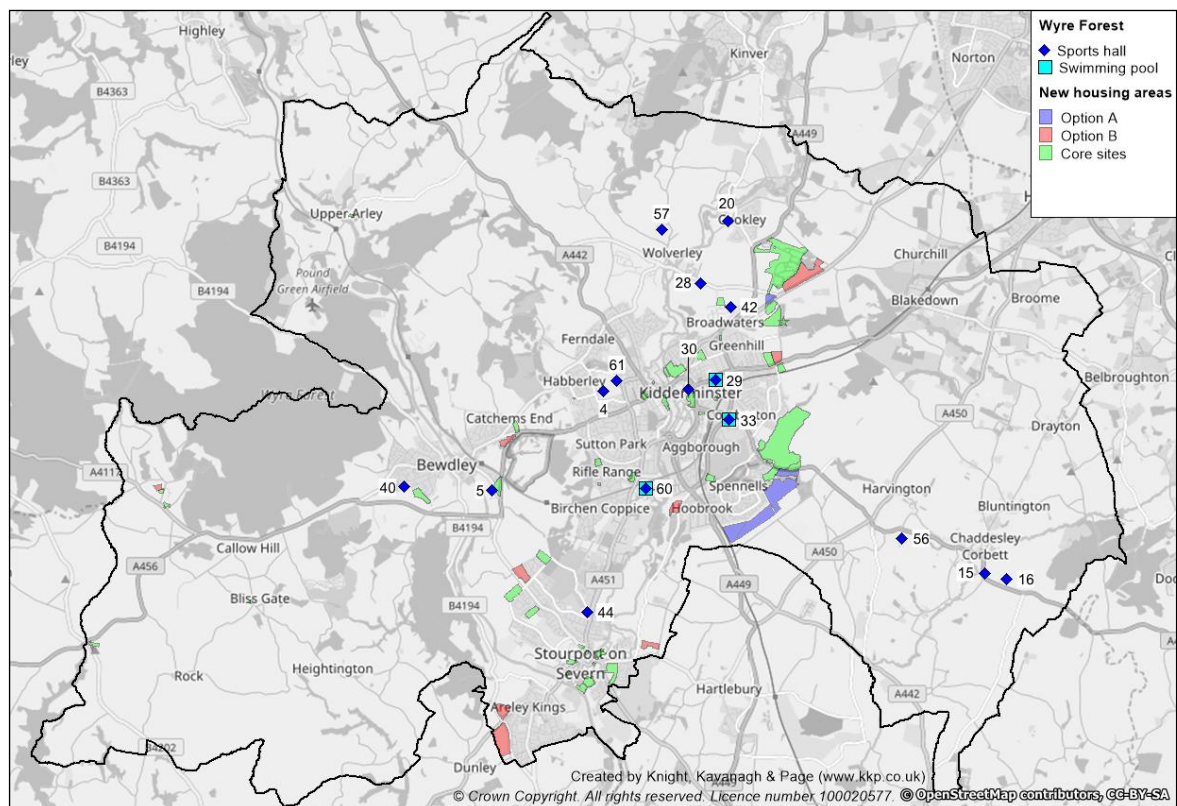 Wyre Forest
Sports hall
Swimming pool
New housing areas
Option A
Option B
Core sites
Highley
Kinver
Norton
B4363
A449
B4363
Upper Arley
57
20
Cookley
B4194
A442
Wolverley
Churchill
Pound
Green Airfield
B4194
28
Blakedown
Broome
42
Broadwaters
Ferndale
Greenhill
30
61
Habberley
29
Belbroughton
Wyre Forest
4
Kidderminster
Catchems End
33
A450
Drayton
Sutton Park
Aggborough
A4117
Bewdley
Rifle Range
40
5
60
Spennells
Harvington
Birchen Coppice
Hoobrook
Bluntington
B4194
56
Chaddesley
Corbett
Callow Hill
A450
A456
15
16
A451
A449
Bliss Gate
B4194
44
Stourport on
Severn
Rock
Heightington
Hartlebury
A442
Areley Kings
B4202
Dunley
Created by Knight, Kavanagh & Page (www.kkp.co.uk)
© Crown Copyright. All rights reserved. Licence number 100020577. © OpenStreetMap contributors, CC-BY-SA